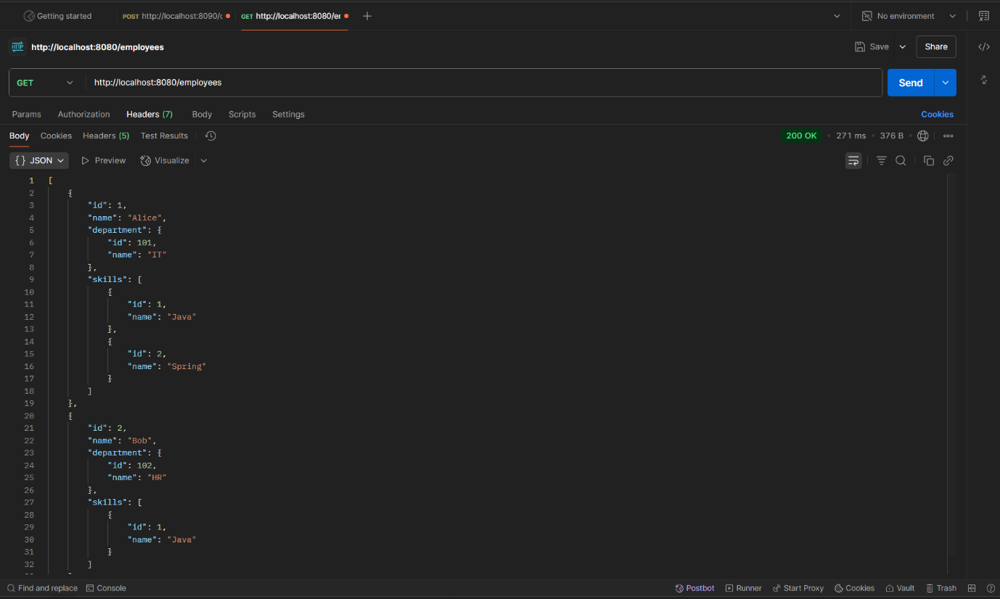 Getting started POST http://localhost:8090/c GET http://localhost:8080/er No environment
HTTP http://localhost:8080/employees Save Share
GET http://localhost:8080/employees Send
Params Authorization Headers (7) Body Scripts Settings Cookies
Body Cookies Headers (5) Test Results 200 OK • 271 ms • 376 B
{ } JSON Preview Visualize
1 [
2 {
3 "id": 1,
4 "name": "Alice",
5 "department": {
6 "id": 101,
7 "name": "IT"
8 },
9 "skills": [
10 {
11 "id": 1,
12 "name": "Java"
13 },
14 {
15 "id": 2,
16 "name": "Spring"
17 }
18 ]
19 },
20 {
21 "id": 2,
22 "name": "Bob",
23 "department": {
24 "id": 102,
25 "name": "HR"
26 },
27 "skills": [
28 {
29 "id": 1,
30 "name": "Java"
31 }
32 ]
Find and replace Console Postbot Runner Start Proxy Cookies Vault Trash